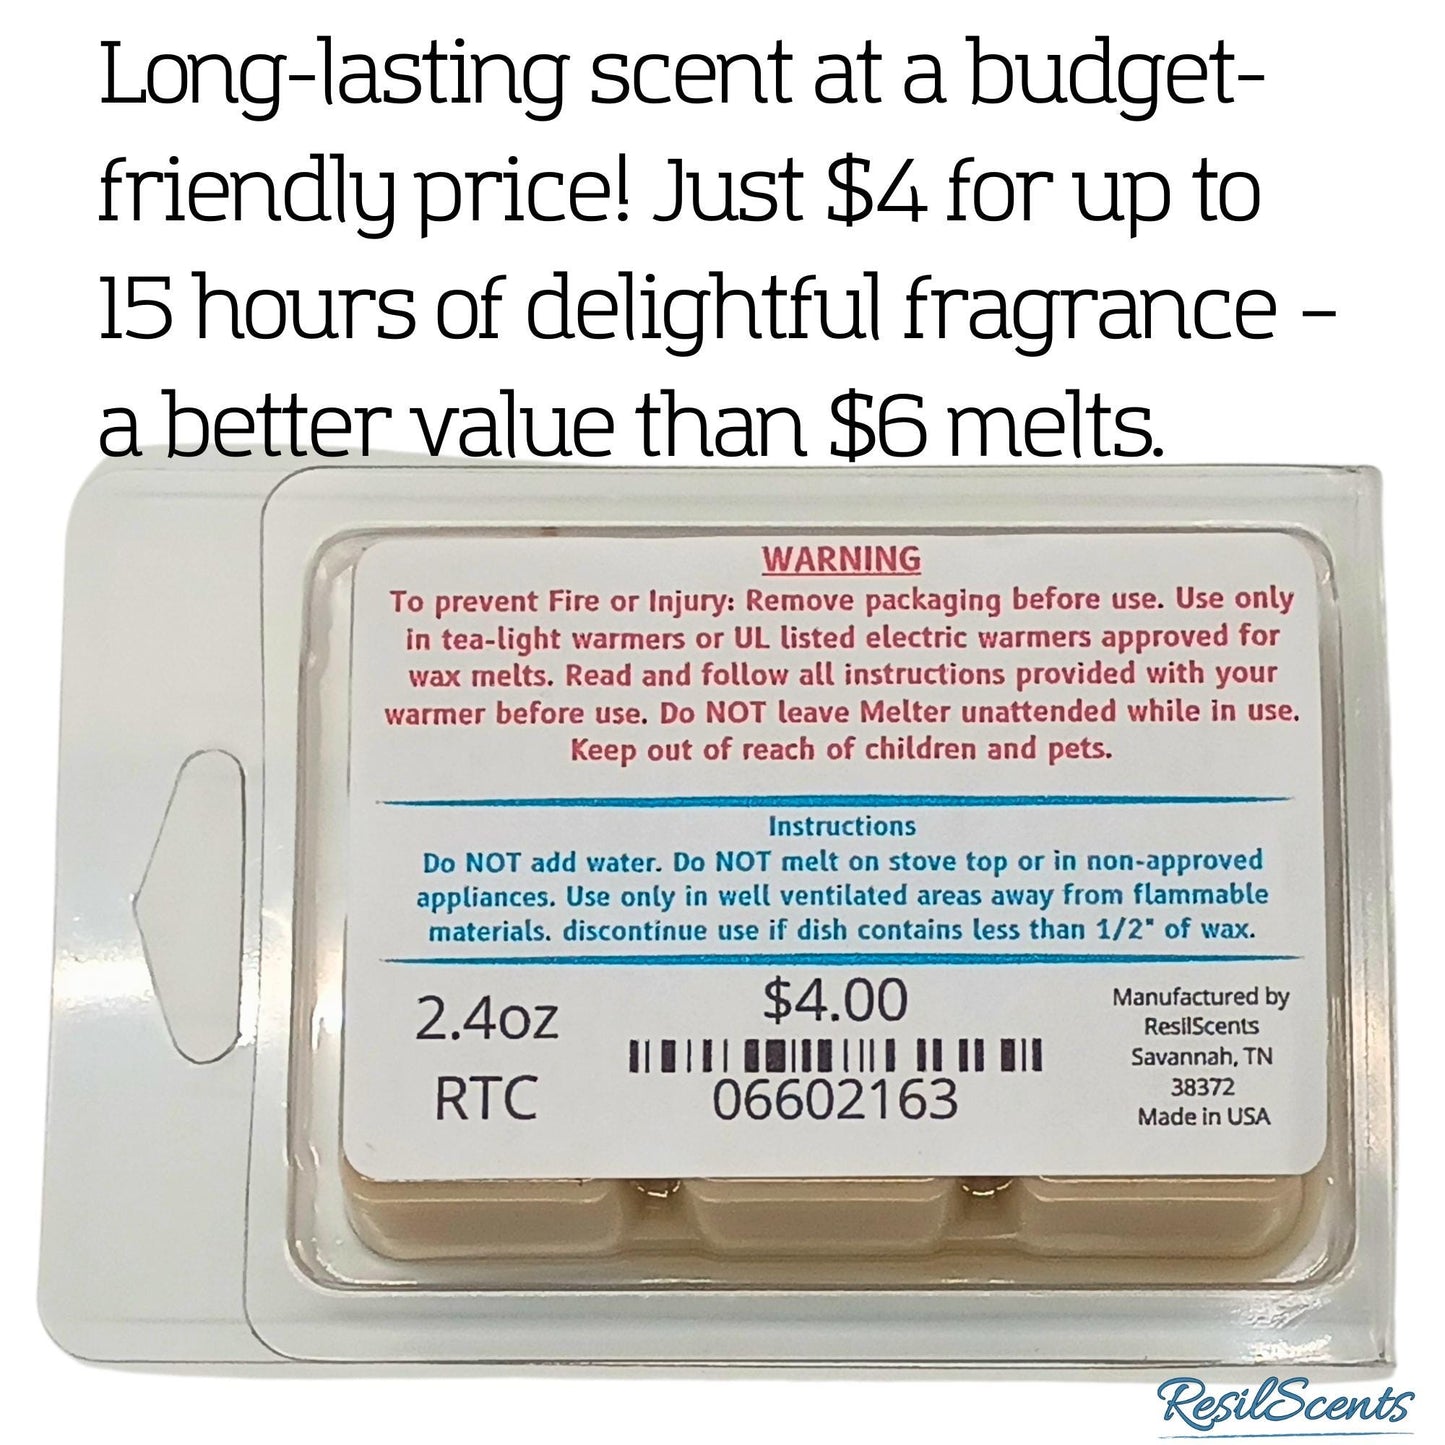 Long-lasting scent at a budget-
friendly price! Just $4 for up to
15 hours of delightful fragrance -
a better value than $6 melts.
WARNING
To prevent Fire or Injury: Remove packaging before use. Use only
in tea-light warmers or UL listed electric warmers approved for
wax melts. Read and follow all instructions provided with your
warmer before use. Do NOT leave Melter unattended while in use.
Keep out of reach of children and pets.
Instructions
Do NOT add water. Do NOT melt on stove top or in non-approved
appliances. Use only in well ventilated areas away from flammable
materials. discontinue use if dish contains less than 1/2" of wax.
2.4oz
RTC
$4.00
06602163
Manufactured by
ResilScents
Savannah, TN
38372
Made in USA
ResilScents